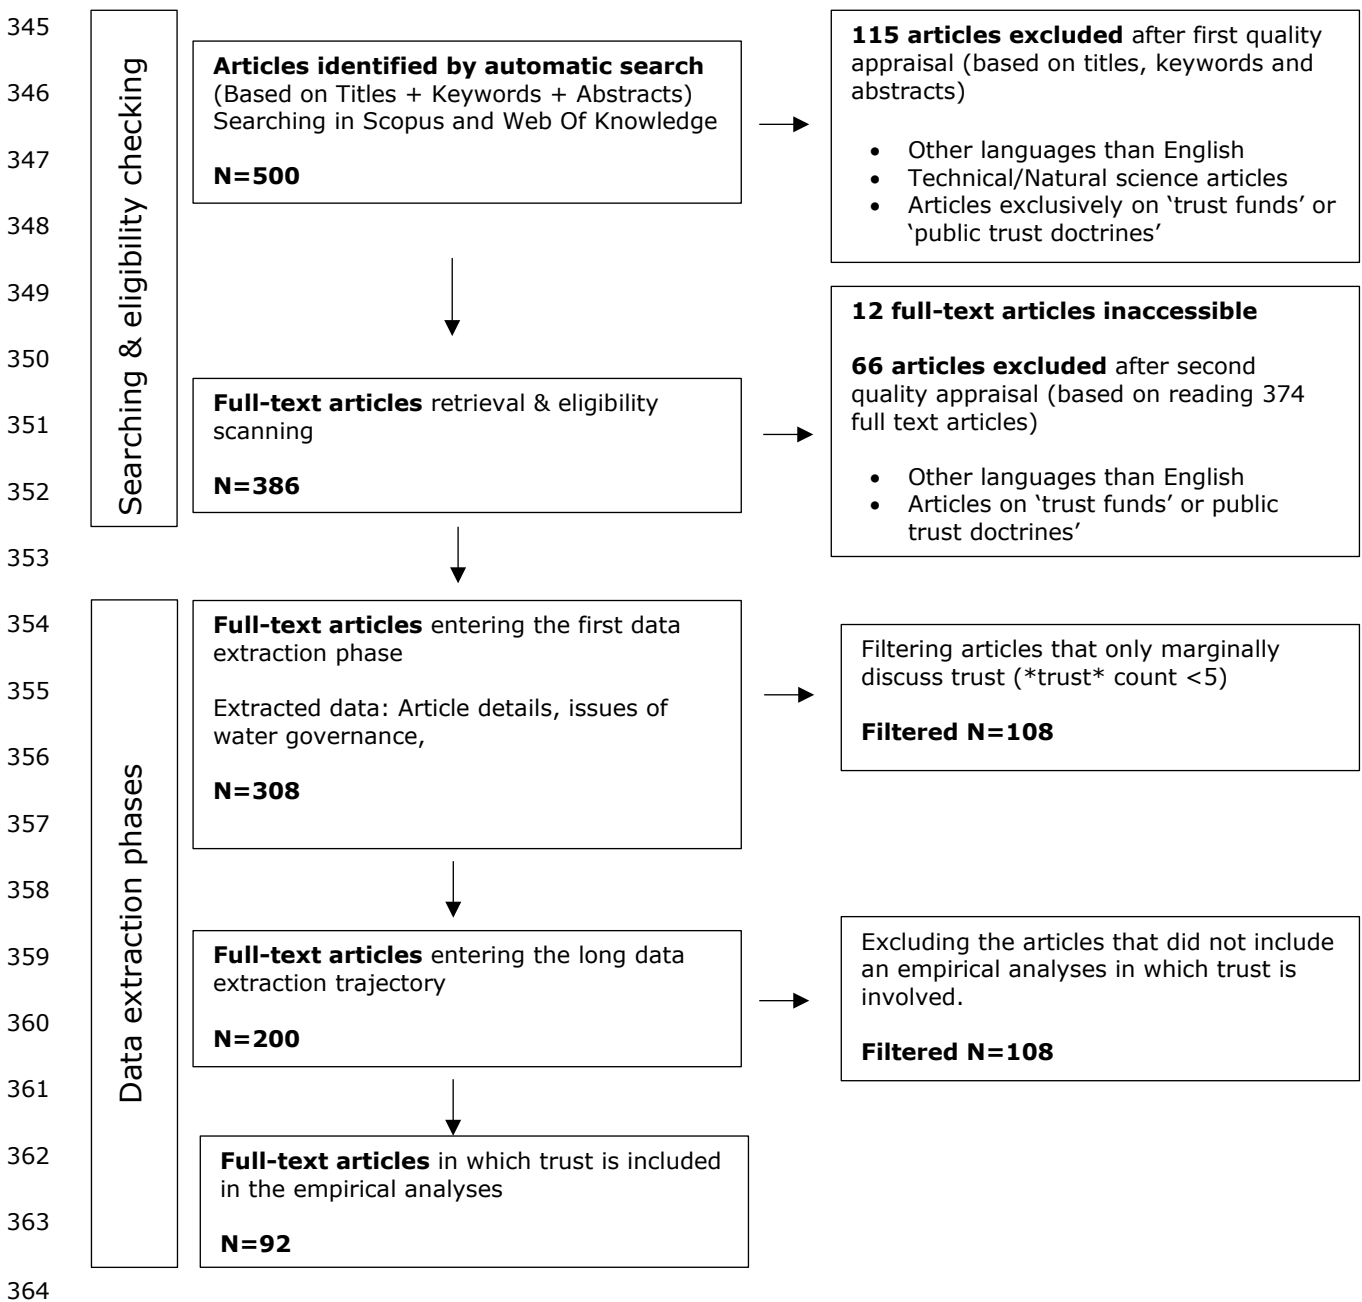 345
346
347
348
349
350
351
352
353
354
355
356
357
358
359
360
361
362
363
364
Searching & eligibility checking
Articles identified by automatic search
(Based on Titles + Keywords + Abstracts)
Searching in Scopus and Web Of Knowledge
N=500
115 articles excluded after first quality
appraisal (based on titles, keywords and
abstracts)
• Other languages than English
• Technical/Natural science articles
• Articles exclusively on ‘trust funds’ or
‘public trust doctrines’
Full-text articles retrieval & eligibility
scanning
N=386
12 full-text articles inaccessible
66 articles excluded after second
quality appraisal (based on reading 374
full text articles)
• Other languages than English
• Articles on ‘trust funds’ or public
trust doctrines’
Data extraction phases
Full-text articles entering the first data
extraction phase
Extracted data: Article details, issues of
water governance,
N=308
Filtering articles that only marginally
discuss trust (*trust* count <5)
Filtered N=108
Full-text articles entering the long data
extraction trajectory
N=200
Excluding the articles that did not include
an empirical analyses in which trust is
involved.
Filtered N=108
Full-text articles in which trust is included
in the empirical analyses
N=92